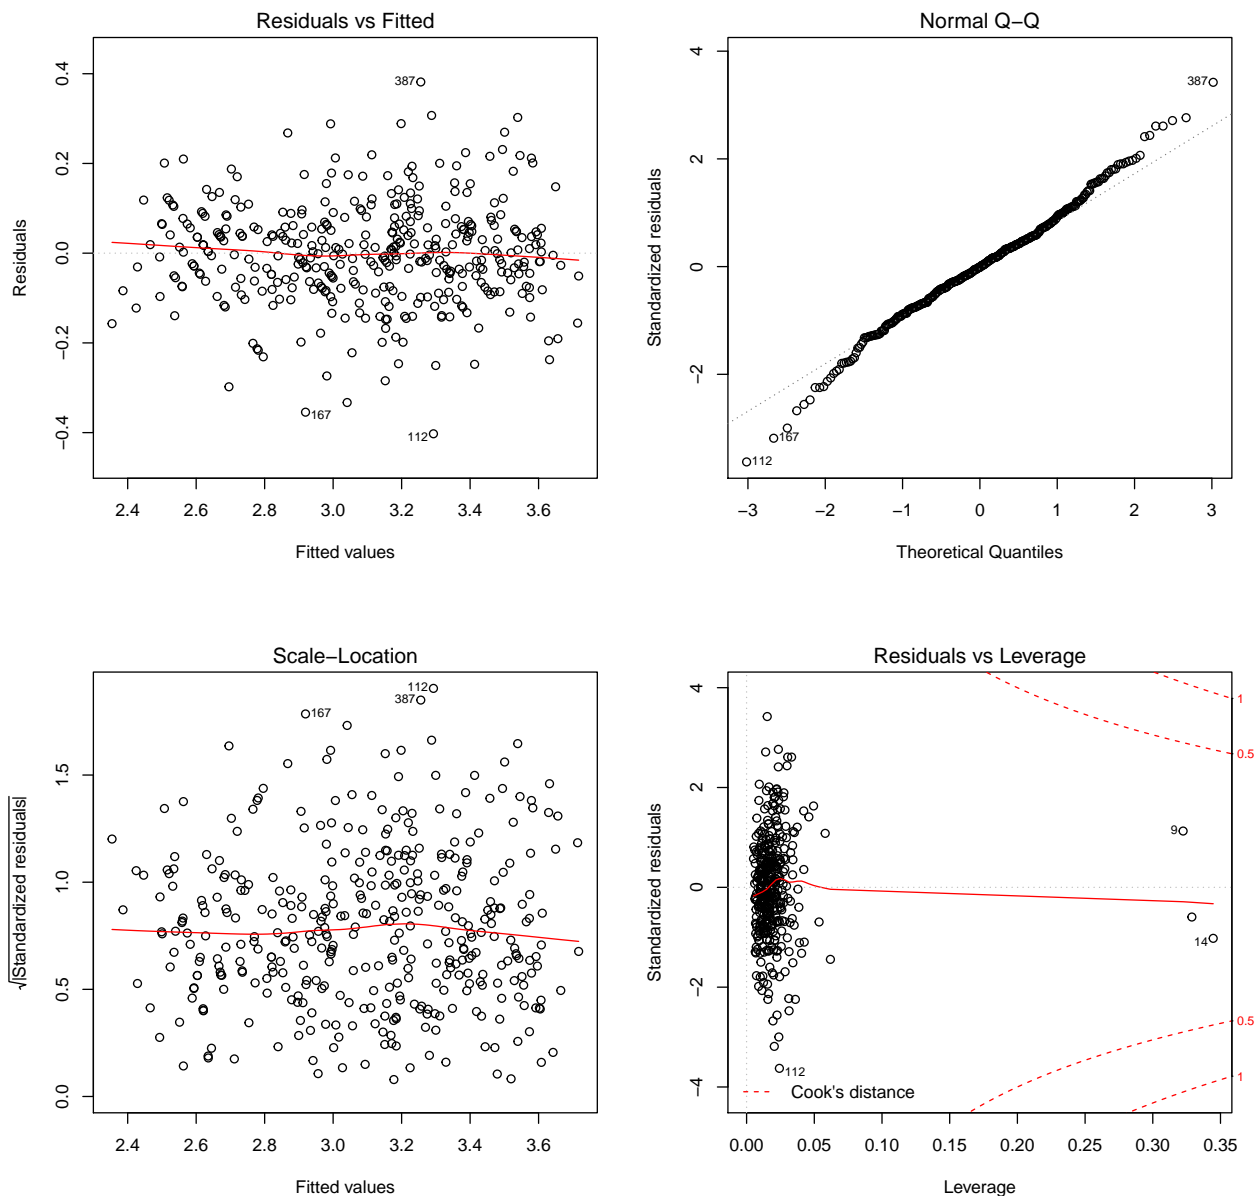 Residuals vs Fitted
Residuals
0.4
0.2
0.0
−0.2
−0.4
387
167
112
2.4 2.6 2.8 3.0 3.2 3.4 3.6
Fitted values
Normal Q−Q
Standardized residuals
4
2
0
−2
387
167
112
−3 −2 −1 0 1 2 3
Theoretical Quantiles
Scale−Location
√|Standardized residuals|
1.5
1.0
0.5
0.0
112
387
167
2.4 2.6 2.8 3.0 3.2 3.4 3.6
Fitted values
Residuals vs Leverage
Standardized residuals
4
2
0
−2
−4
1
0.5
9
14
0.5
1
112
Cook's distance
0.00 0.05 0.10 0.15 0.20 0.25 0.30 0.35
Leverage